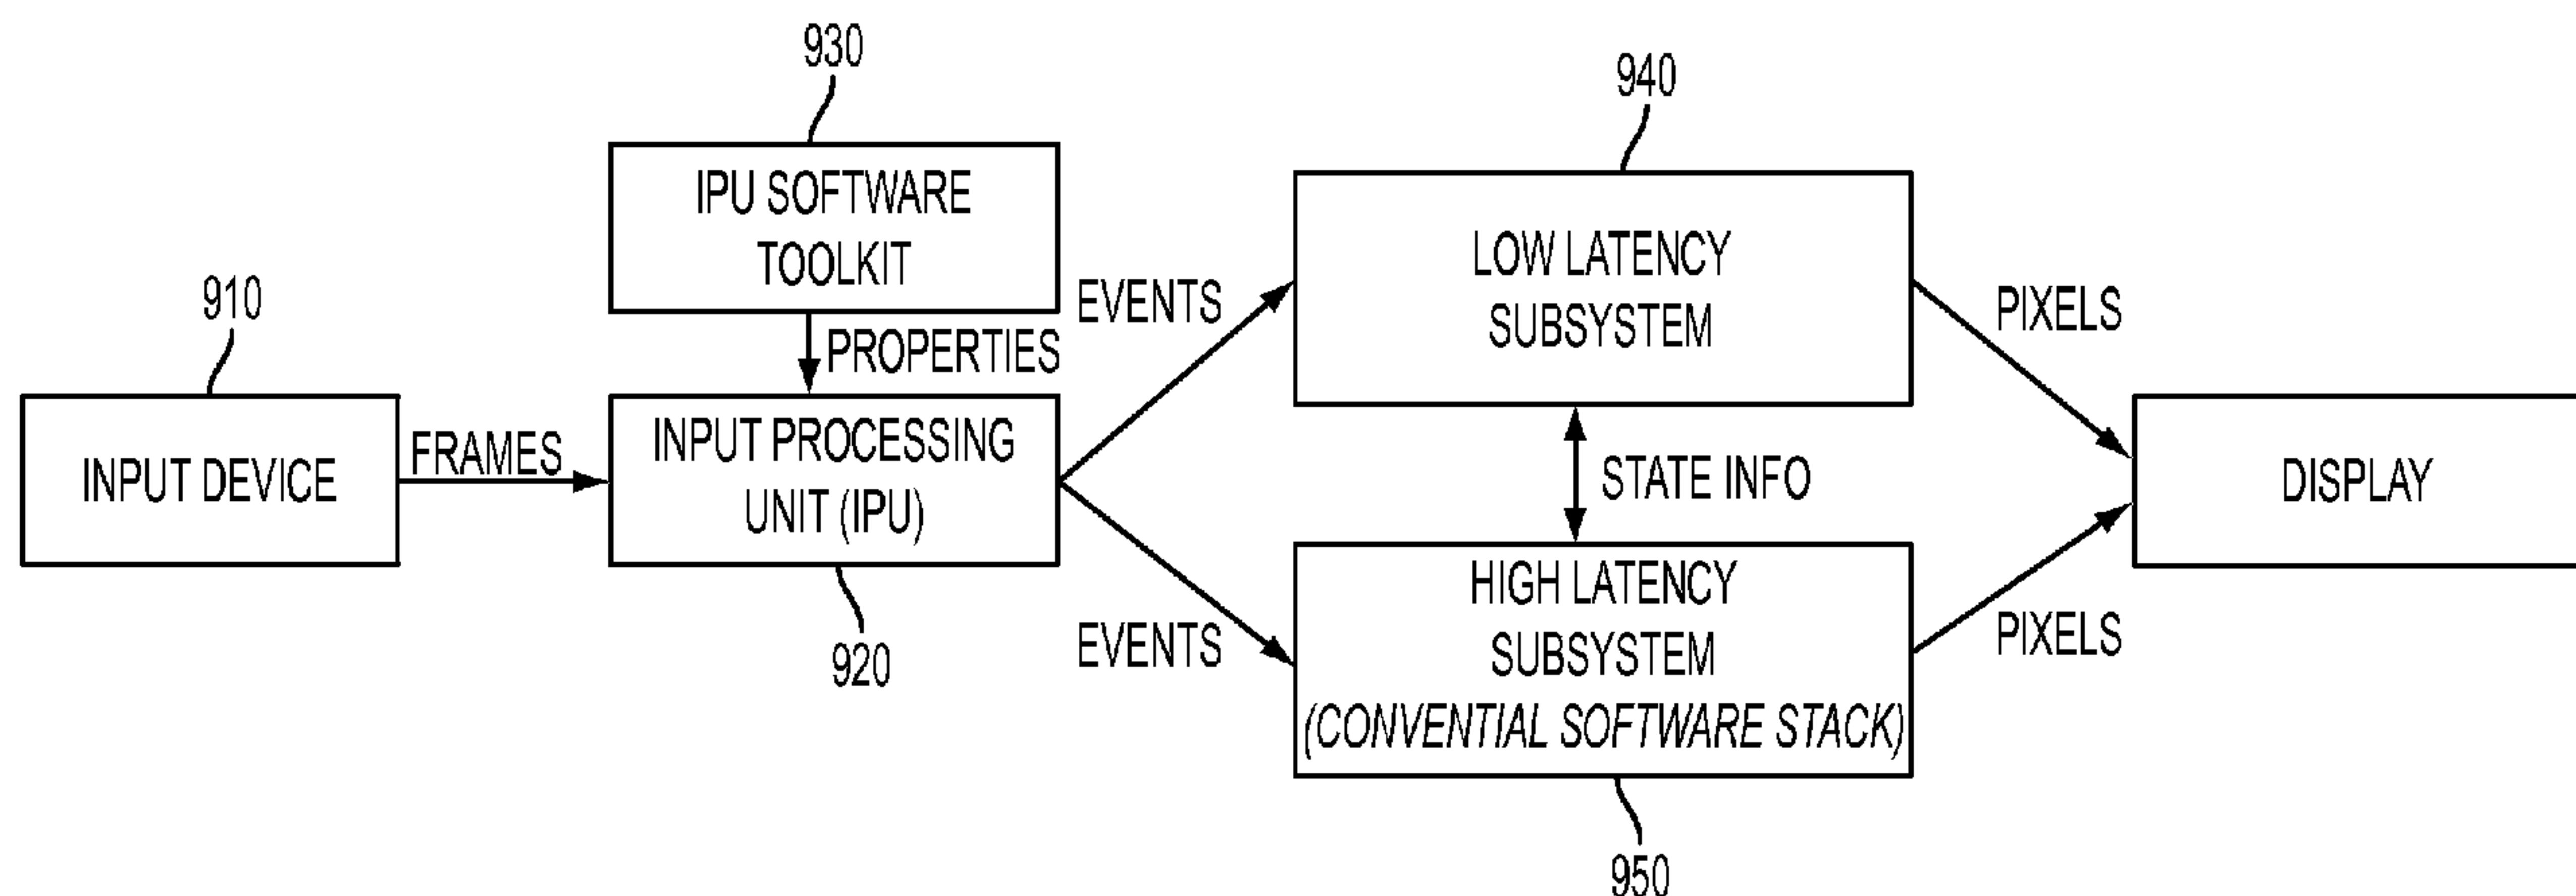 930
IPU SOFTWARE
TOOLKIT
940
LOW LATENCY
SUBSYSTEM
910
EVENTS
PIXELS
PROPERTIES
INPUT DEVICE
FRAMES
INPUT PROCESSING
UNIT (IPU)
STATE INFO
DISPLAY
920
EVENTS
HIGH LATENCY
SUBSYSTEM
(CONVENTIAL SOFTWARE STACK)
PIXELS
950